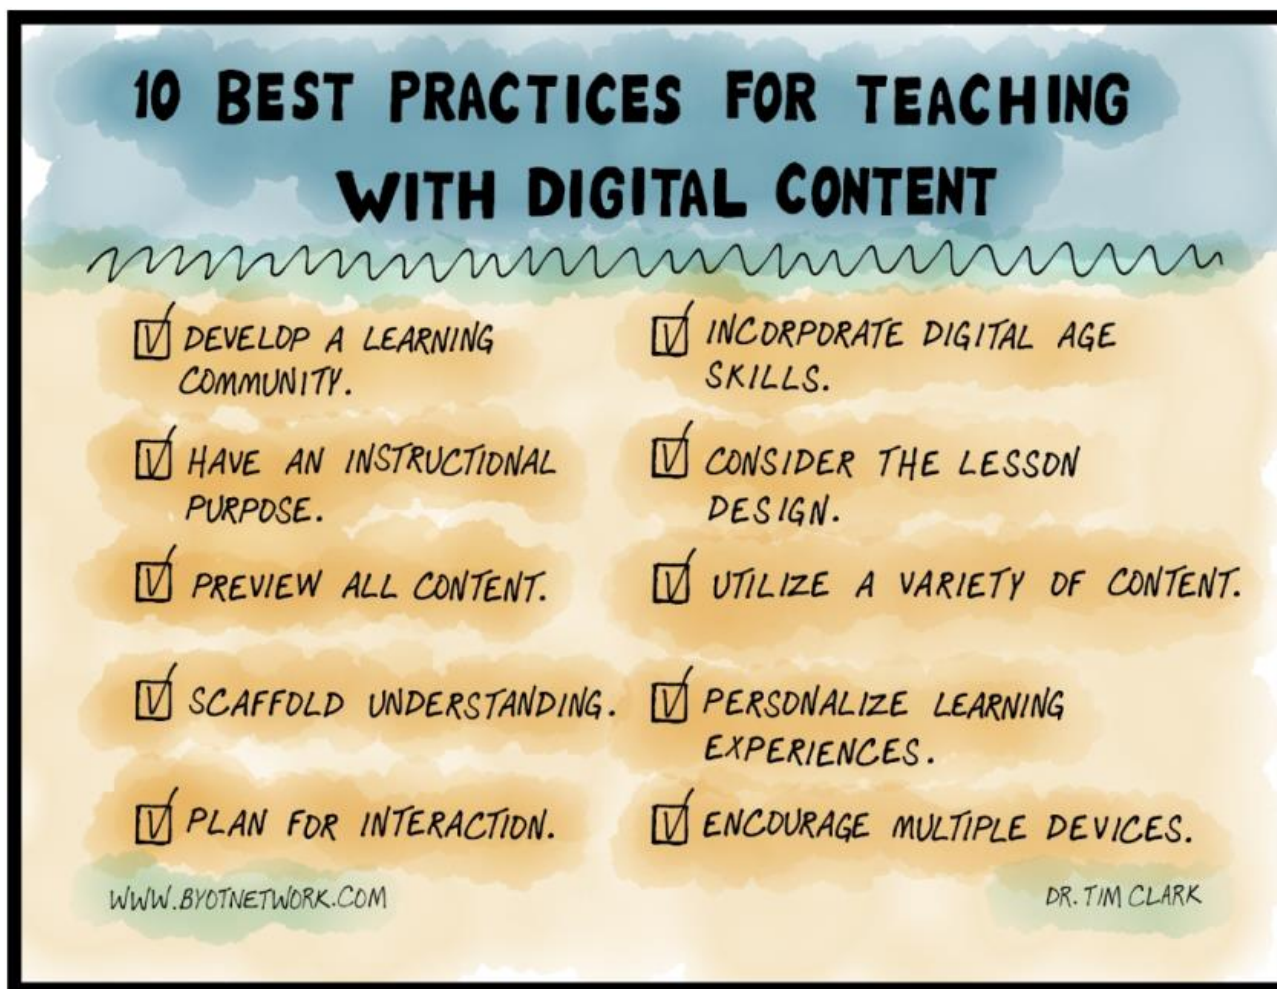 10 BEST PRACTICES FOR TEACHING
WITH DIGITAL CONTENT
DEVELOP A LEARNING
COMMUNITY.
HAVE AN INSTRUCTIONAL
PURPOSE.
PREVIEW ALL CONTENT.
SCAFFOLD UNDERSTANDING.
PLAN FOR INTERACTION.
INCORPORATE DIGITAL AGE
SKILLS.
CONSIDER THE LESSON
DESIGN.
UTILIZE A VARIETY OF CONTENT.
PERSONALIZE LEARNING
EXPERIENCES.
ENCOURAGE MULTIPLE DEVICES.
WWW.BYOTNETWORK.COM
DR. TIM CLARK